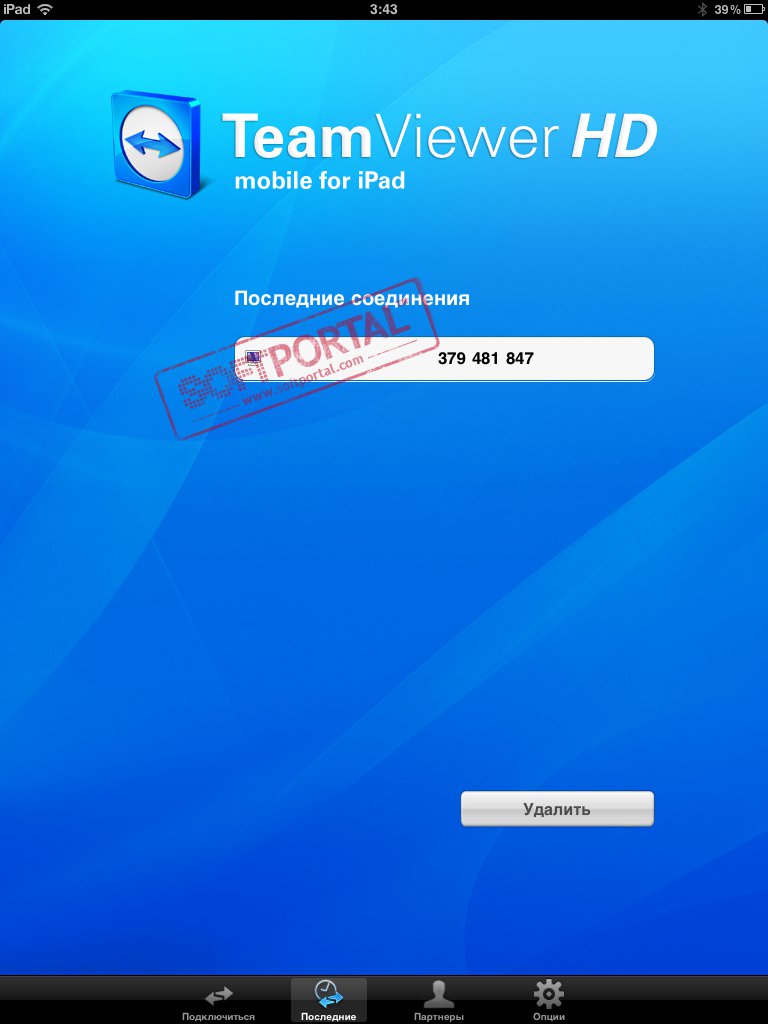 iPad 3:43 39%
TeamViewer HD
mobile for iPad
Последние соединения
379 481 847
SOFTPORTAL
www.softportal.com
Удалить
Подключиться Последние Партнеры Опции